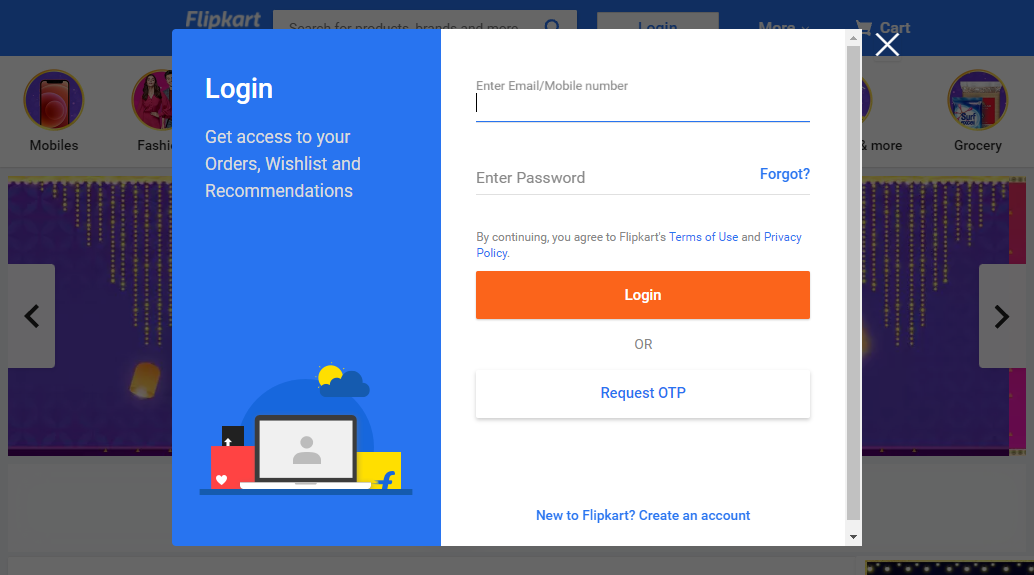 Flipkart
Search for products, brands and more
Login
More
Cart
Login
Get access to your
Orders, Wishlist and
Recommendations
Enter Email/Mobile number
Enter Password
Forgot?
By continuing, you agree to Flipkart's Terms of Use and Privacy
Policy.
Login
OR
Request OTP
New to Flipkart? Create an account
Mobiles
Fashi
& more
Grocery
Surf